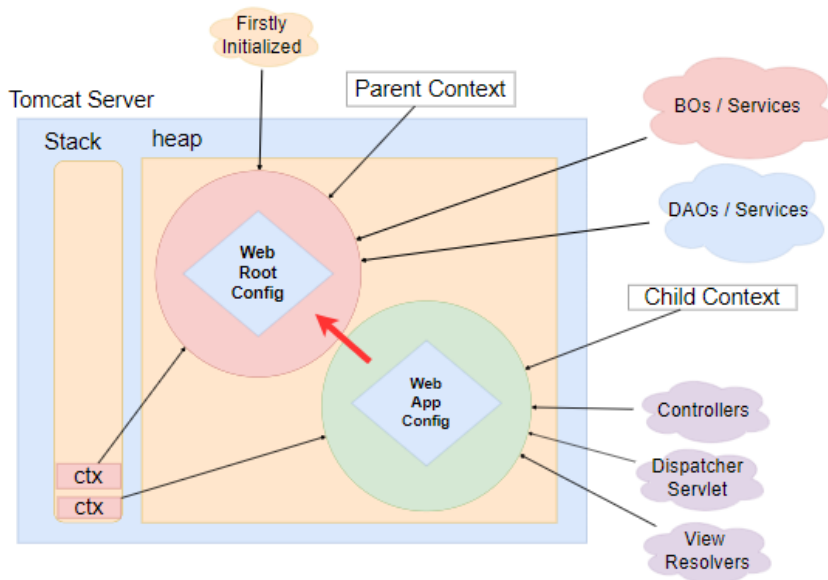 Firstly
Initialized
Parent Context
Tomcat Server
BOs / Services
Stack
heap
DAOs / Services
Web
Root
Config
Child Context
Web
App
Config
Controllers
Dispatcher
Servlet
ctx
ctx
View
Resolvers